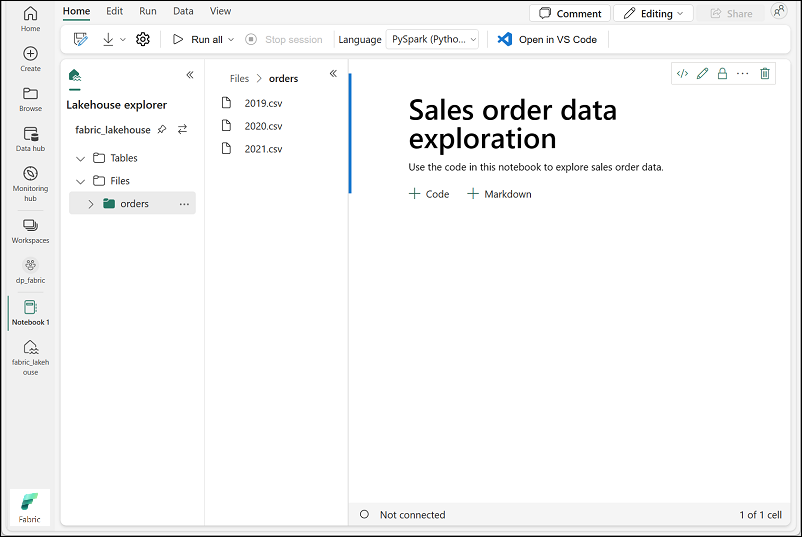 Home
Create
Browse
Data hub
Monitoring
hub
Workspaces
dp_fabric
Notebook 1
fabric_lakeh
ouse
Fabric
Home Edit Run Data View
Comment Editing Share
Run all Stop session Language PySpark (Pytho... Open in VS Code
Lakehouse explorer
fabric_lakehouse
Tables
Files
orders
Files > orders
2019.csv
2020.csv
2021.csv
Sales order data
exploration
Use the code in this notebook to explore sales order data.
+ Code + Markdown
Not connected 1 of 1 cell